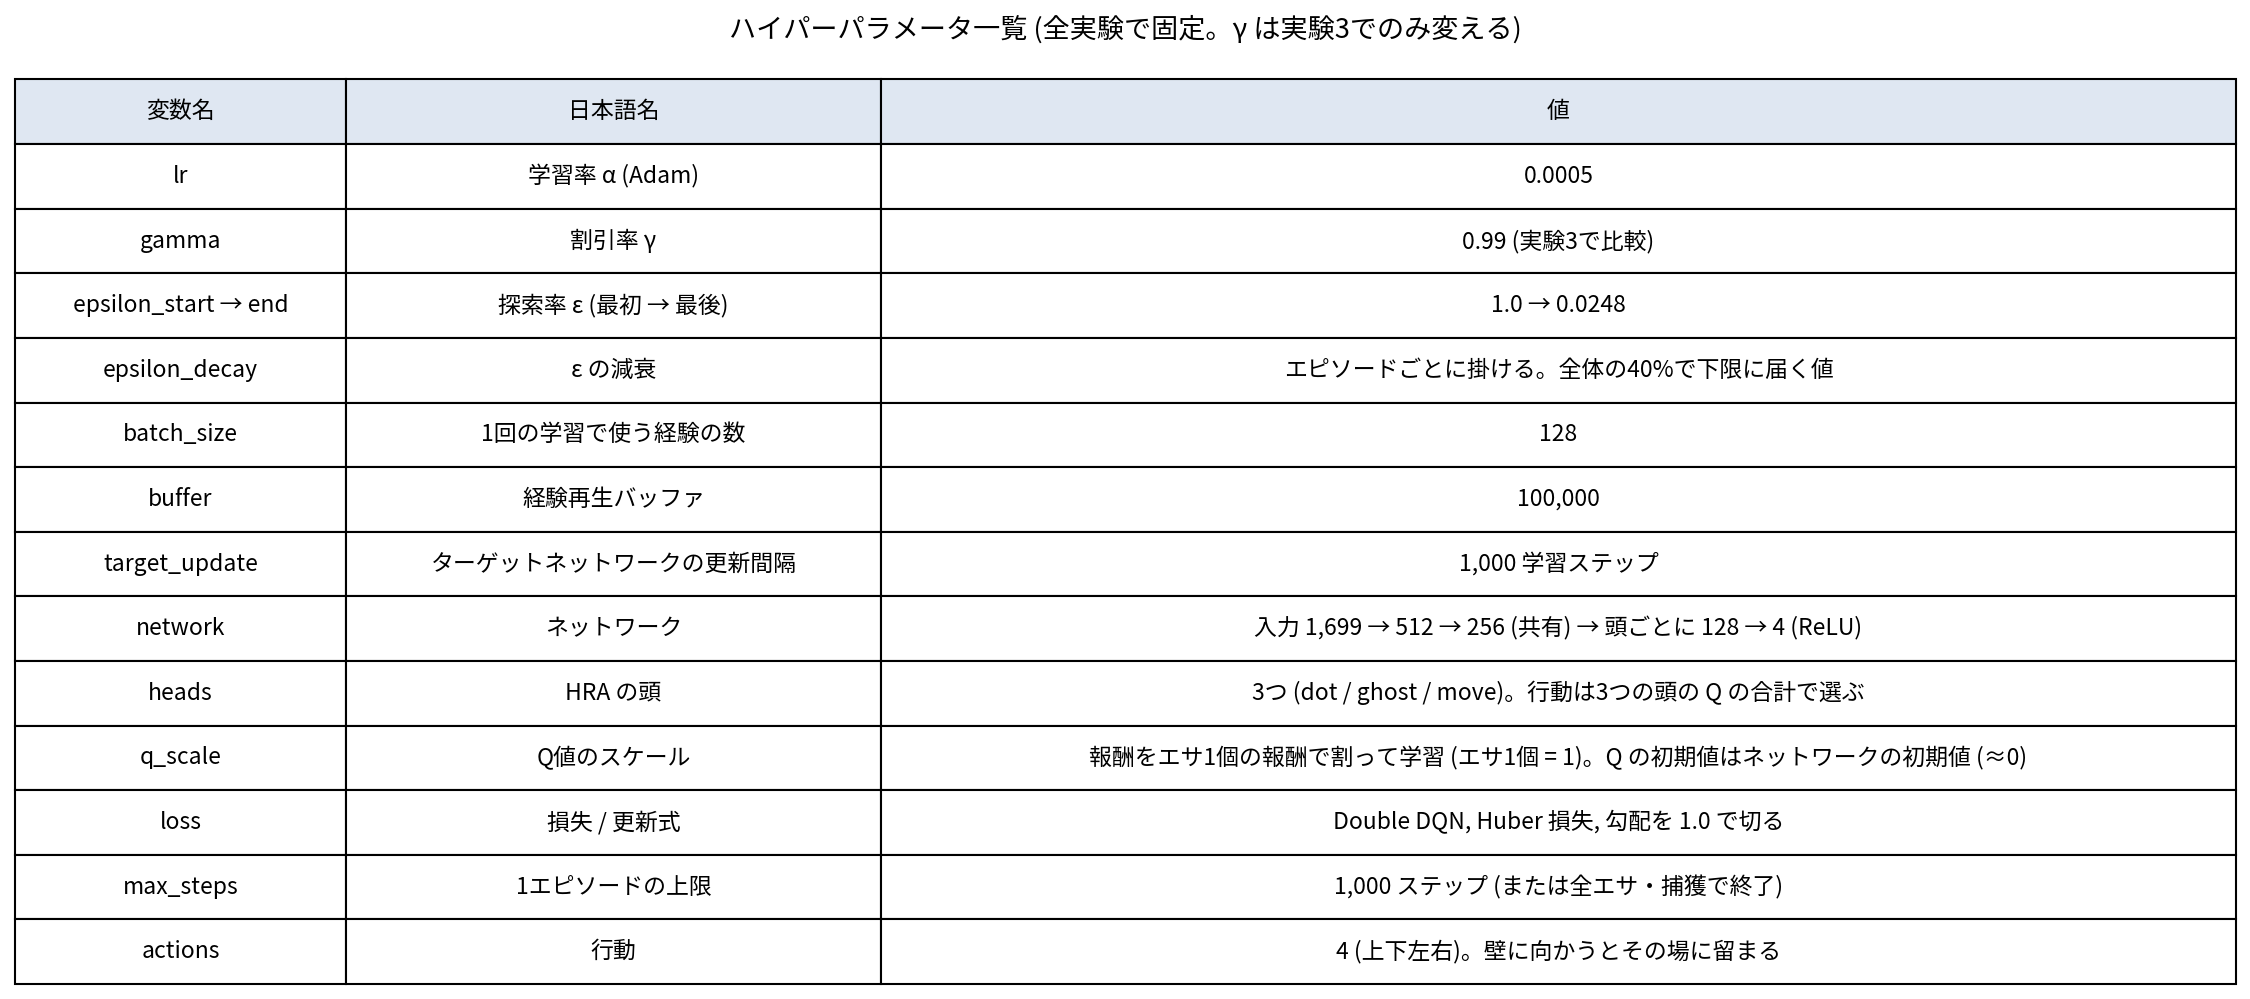 ハイパーパラメータ一覧 (全実験で固定。γ は実験3でのみ変える)
変数名 日本語名 値
lr 学習率 α (Adam) 0.0005
gamma 割引率 γ 0.99 (実験3で比較)
epsilon_start → end 探索率 ε (最初 → 最後) 1.0 → 0.0248
epsilon_decay ε の減衰 エピソードごとに掛ける。全体の40%で下限に届く値
batch_size 1回の学習で使う経験の数 128
buffer 経験再生バッファ 100,000
target_update ターゲットネットワークの更新間隔 1,000 学習ステップ
network ネットワーク 入力 1,699 → 512 → 256 (共有) → 頭ごとに 128 → 4 (ReLU)
heads HRA の頭 3つ (dot / ghost / move)。行動は3つの頭の Q の合計で選ぶ
q_scale Q値のスケール 報酬をエサ1個の報酬で割って学習 (エサ1個 = 1)。Q の初期値はネットワークの初期値 (≈0)
loss 損失 / 更新式 Double DQN, Huber 損失, 勾配を 1.0 で切る
max_steps 1エピソードの上限 1,000 ステップ (または全エサ・捕獲で終了)
actions 行動 4 (上下左右)。壁に向かうとその場に留まる